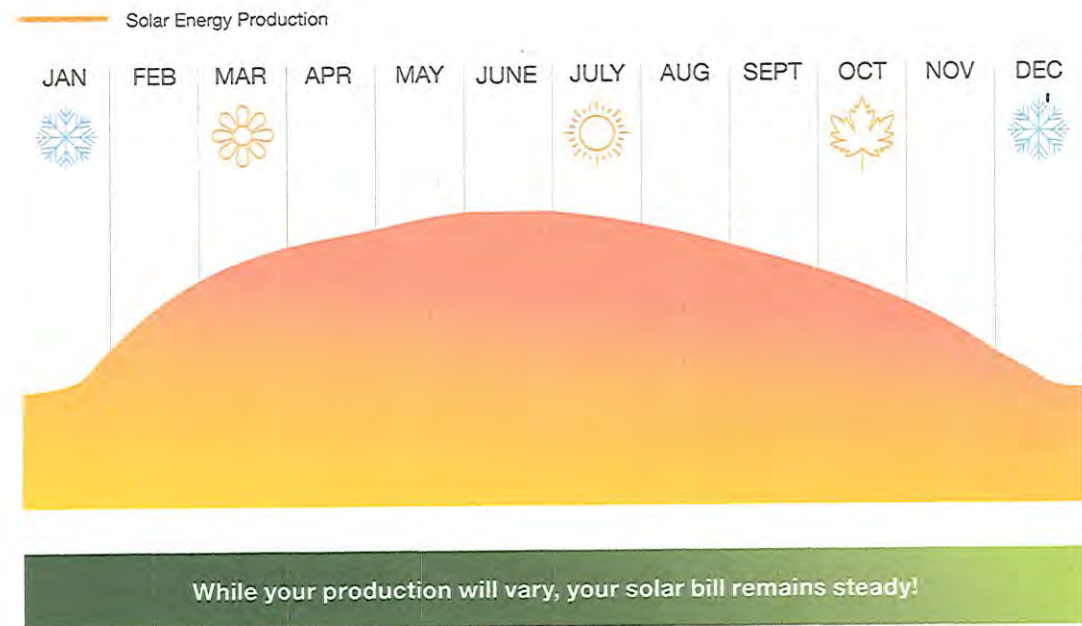 Solar Energy Production
JAN FEB MAR APR MAY JUNE JULY AUG SEPT OCT NOV DEC
While your production will vary, your solar bill remains steady!